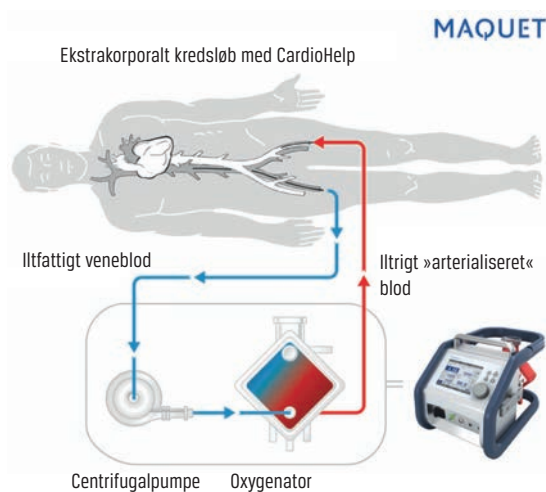 MAQUET
Ekstrakorporalt kredsløb med CardioHelp
Iltfattigt veneblod
Iltrigt »arterialiseret«
blod
Centrifugalpumpe
Oxygenator